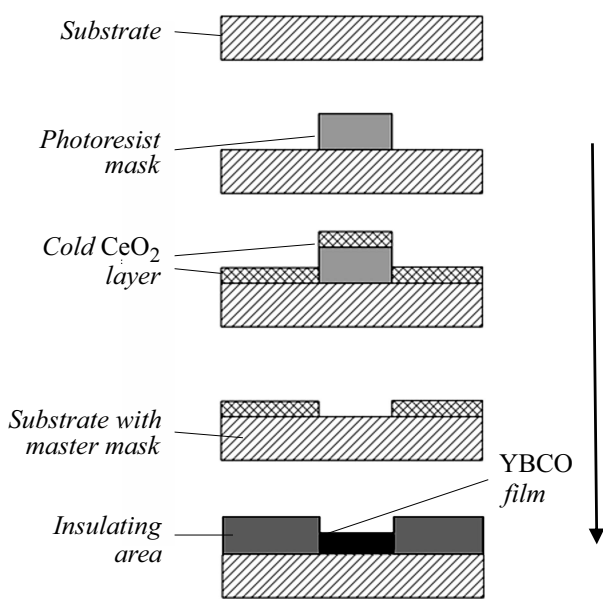 Substrate
Photoresist
mask
Cold CeO₂
layer
Substrate with
master mask
YBCO
film
Insulating
area